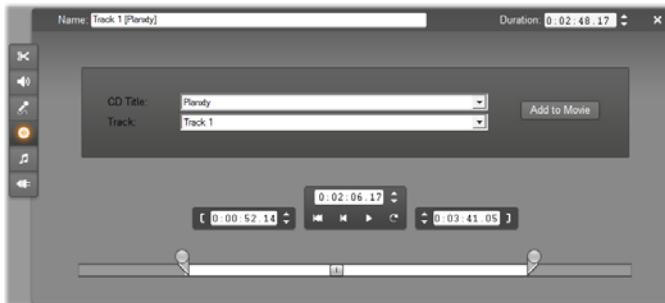 Name: Track 1 [Planxty] Duration: 0:02:48.17
CD Title: Planxty
Add to Movie
Track: Track 1
0:02:06.17
[ 0:00:52.14
0:03:41.05 ]